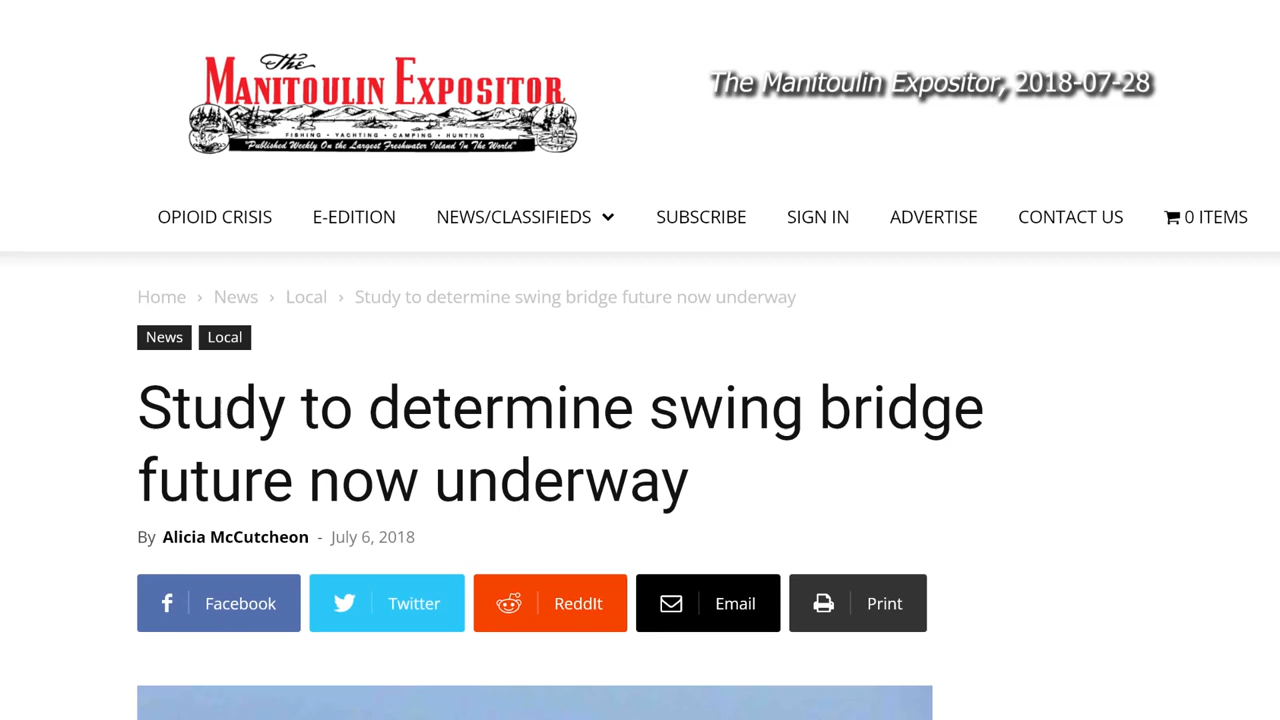 The
MANITOULIN EXPOSITOR
FISHING • YACHTING • CAMPING • HUNTING
"Published Weekly On the Largest Freshwater Island In The World"
The Manitoulin Expositor, 2018-07-28
OPIOID CRISIS E-EDITION NEWS/CLASSIFIEDS SUBSCRIBE SIGN IN ADVERTISE CONTACT US 0 ITEMS
Home › News › Local › Study to determine swing bridge future now underway
News Local
Study to determine swing bridge
future now underway
By Alicia McCutcheon - July 6, 2018
Facebook Twitter ReddIt Email Print